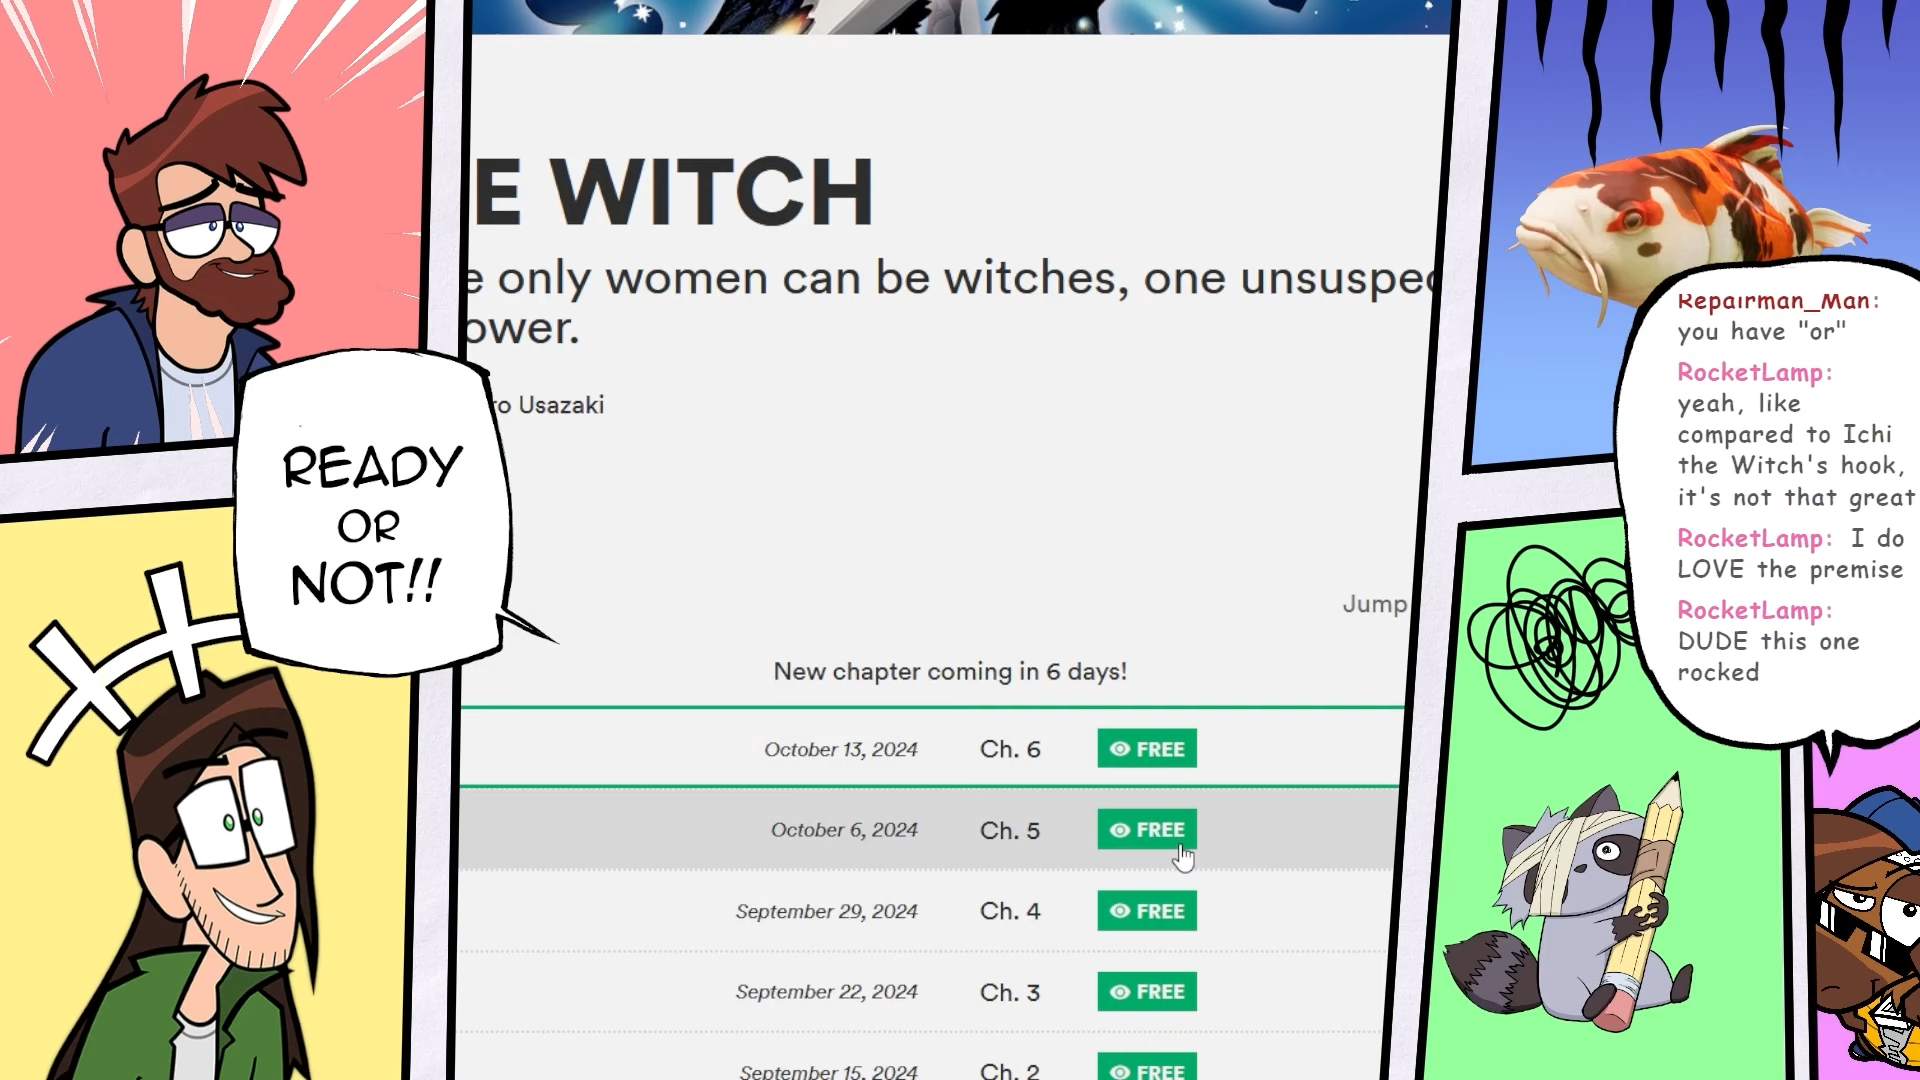 E WITCH
e only women can be witches, one unsuspec
ower.
ro Usazaki
READY
OR
NOT!!
Jump
New chapter coming in 6 days!
October 13, 2024 Ch. 6 FREE
October 6, 2024 Ch. 5 FREE
September 29, 2024 Ch. 4 FREE
September 22, 2024 Ch. 3 FREE
September 15, 2024 Ch. 2 FREE
Repairman_Man:
you have "or"
RocketLamp:
yeah, like
compared to Ichi
the Witch's hook,
it's not that great
RocketLamp: I do
LOVE the premise
RocketLamp:
DUDE this one
rocked